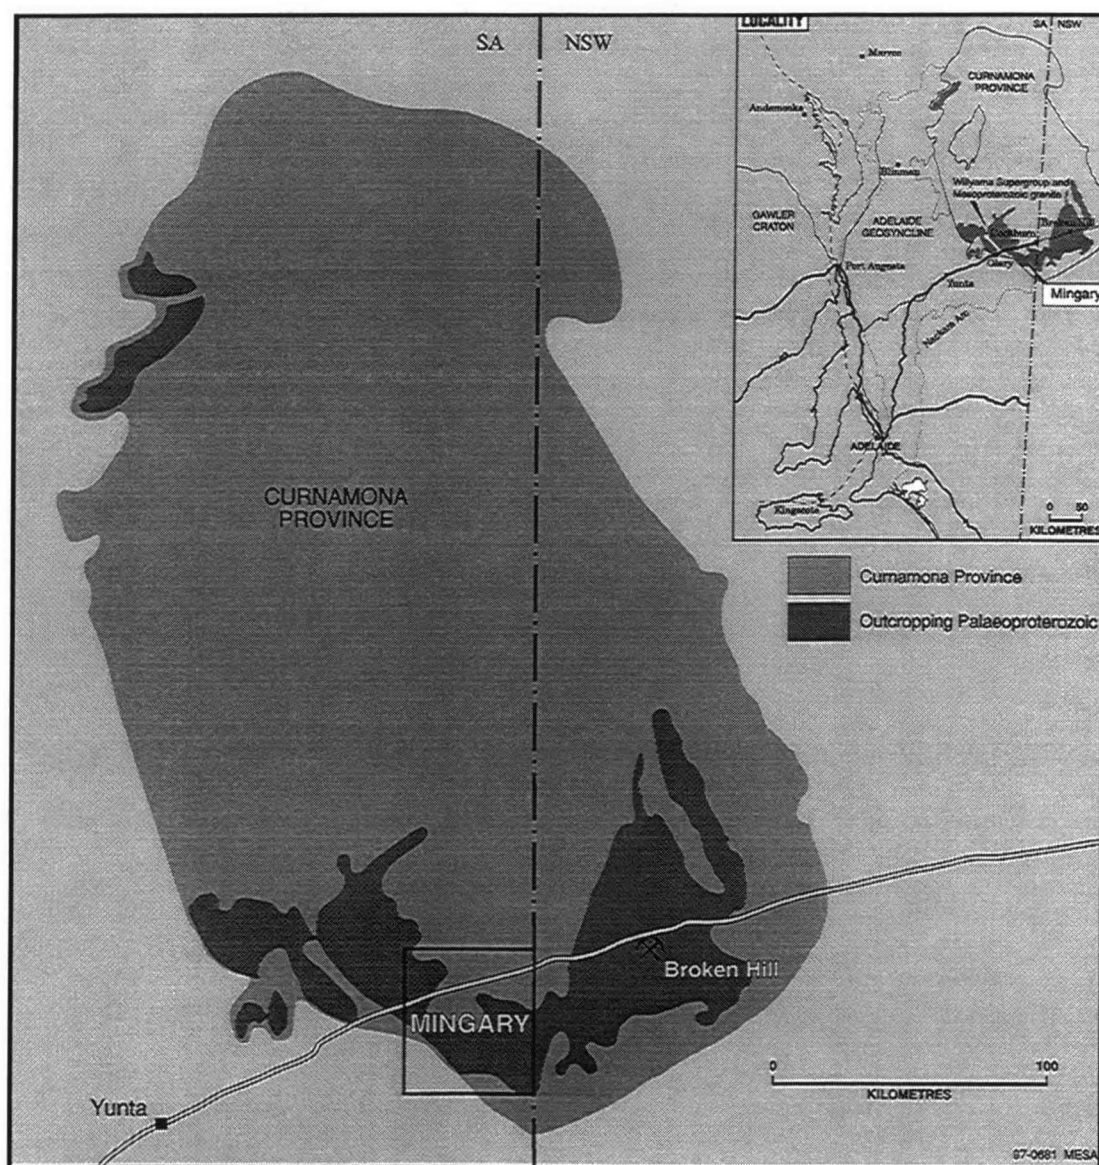 SA NSW
LOCALITY
SA NSW
Marree
CURNAMONA
PROVINCE
Andamooka
Blinman
Willyama Supergroup and
Mesoproterozoic granite
GAWLER
CRATON
ADELAIDE
GEOSYNCLINE
Cockburn
Broken Hill
Olary
Port Augusta
Yunta
Mingary
Nackara Arc
ADELAIDE
Kingscote
0 50
KILOMETRES
CURNAMONA
PROVINCE
Curnamona Province
Outcropping Palaeoproterozoic
Broken Hill
MINGARY
0 100
KILOMETRES
Yunta
97-0681 MESA